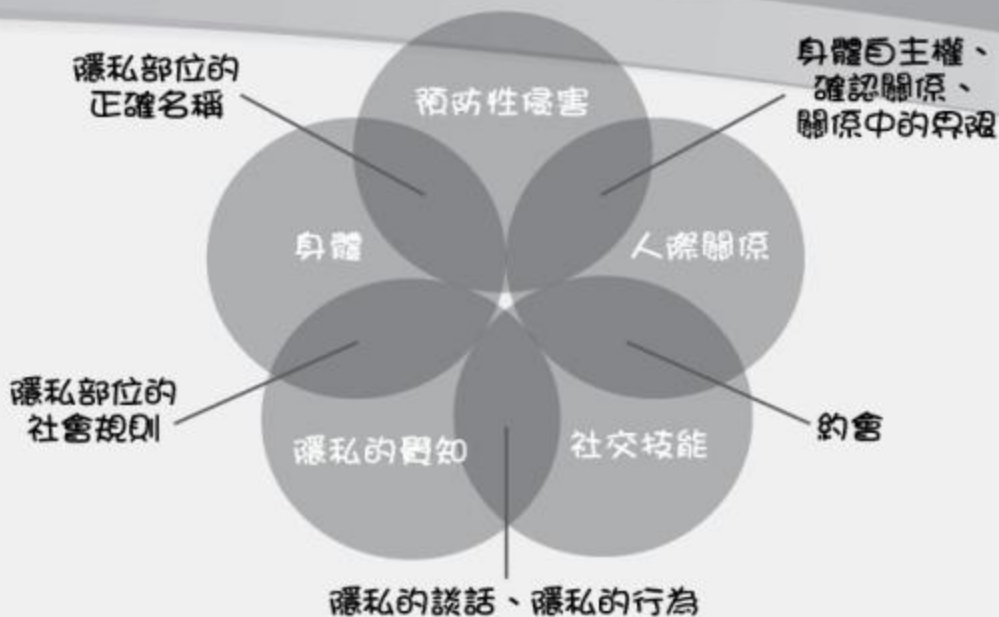 隱私部位的
正確名稱
預防性侵害
身體自主權、
確認關係、
關係中的界限
身體
人際關係
隱私部位的
社會規則
隱私的覺知
社交技能
約會
隱私的談話、隱私的行為